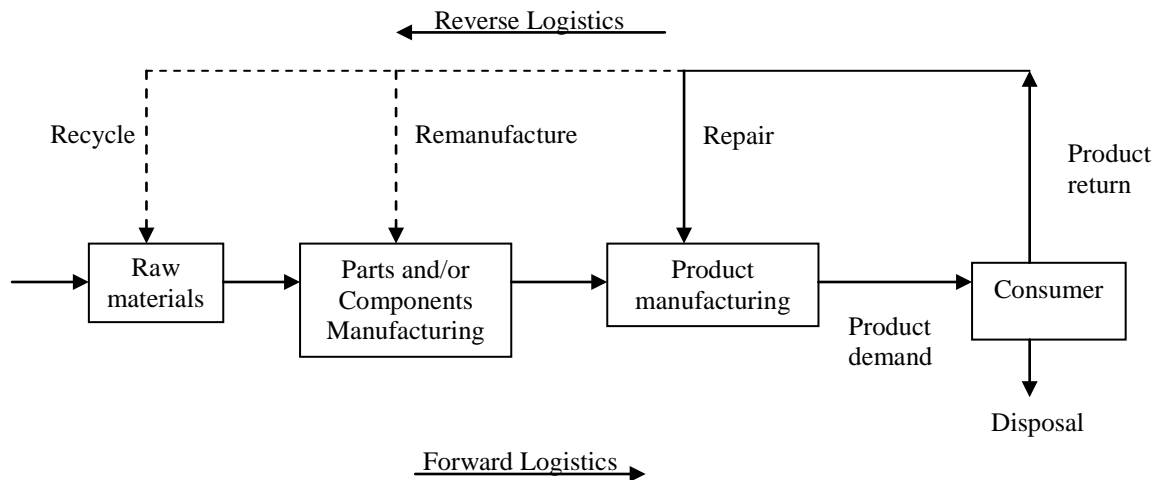 Reverse Logistics
Recycle
Remanufacture
Repair
Product
return
Raw
materials
Parts and/or
Components
Manufacturing
Product
manufacturing
Consumer
Product
demand
Disposal
Forward Logistics